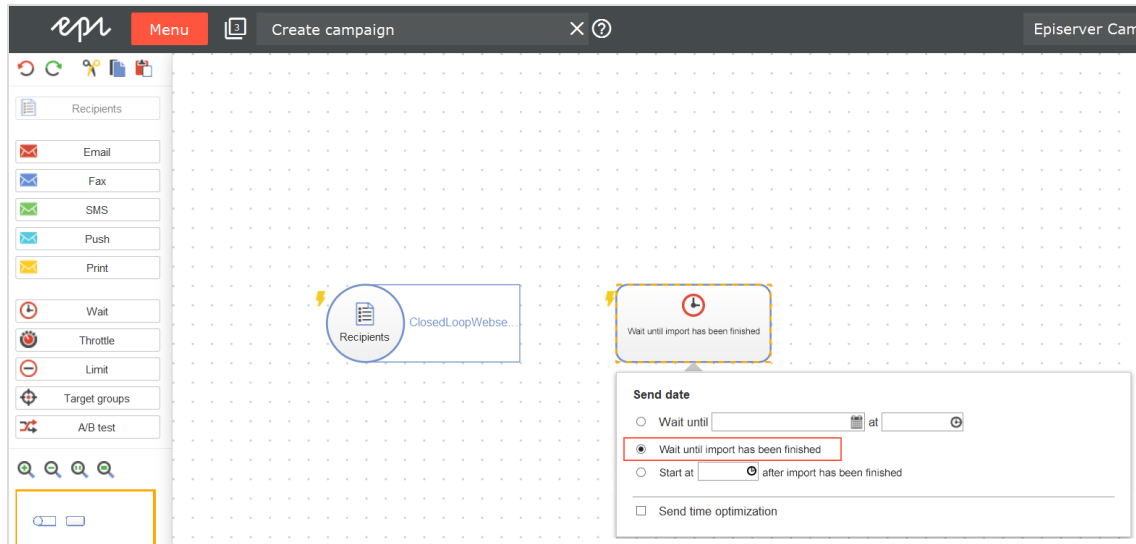 epi Menu 3 Create campaign Episerver Cam
Recipients
Email
Fax
SMS
Push
Print
Wait
Throttle
Limit
Target groups
A/B test
Recipients
ClosedLoopWebse...
Wait until import has been finished
Send date
Wait until at
Wait until import has been finished
Start at after import has been finished
Send time optimization